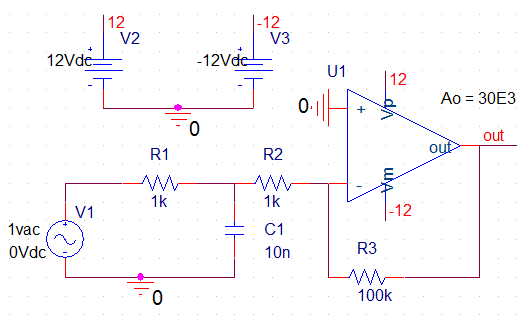 12
-12
V2
V3
12Vdc
-12Vdc
0
U1
0
+
-
Vp
Vm
out
12
-12
Ao = 30E3
out
R1
1k
R2
1k
V1
1vac
0Vdc
C1
10n
R3
100k
0